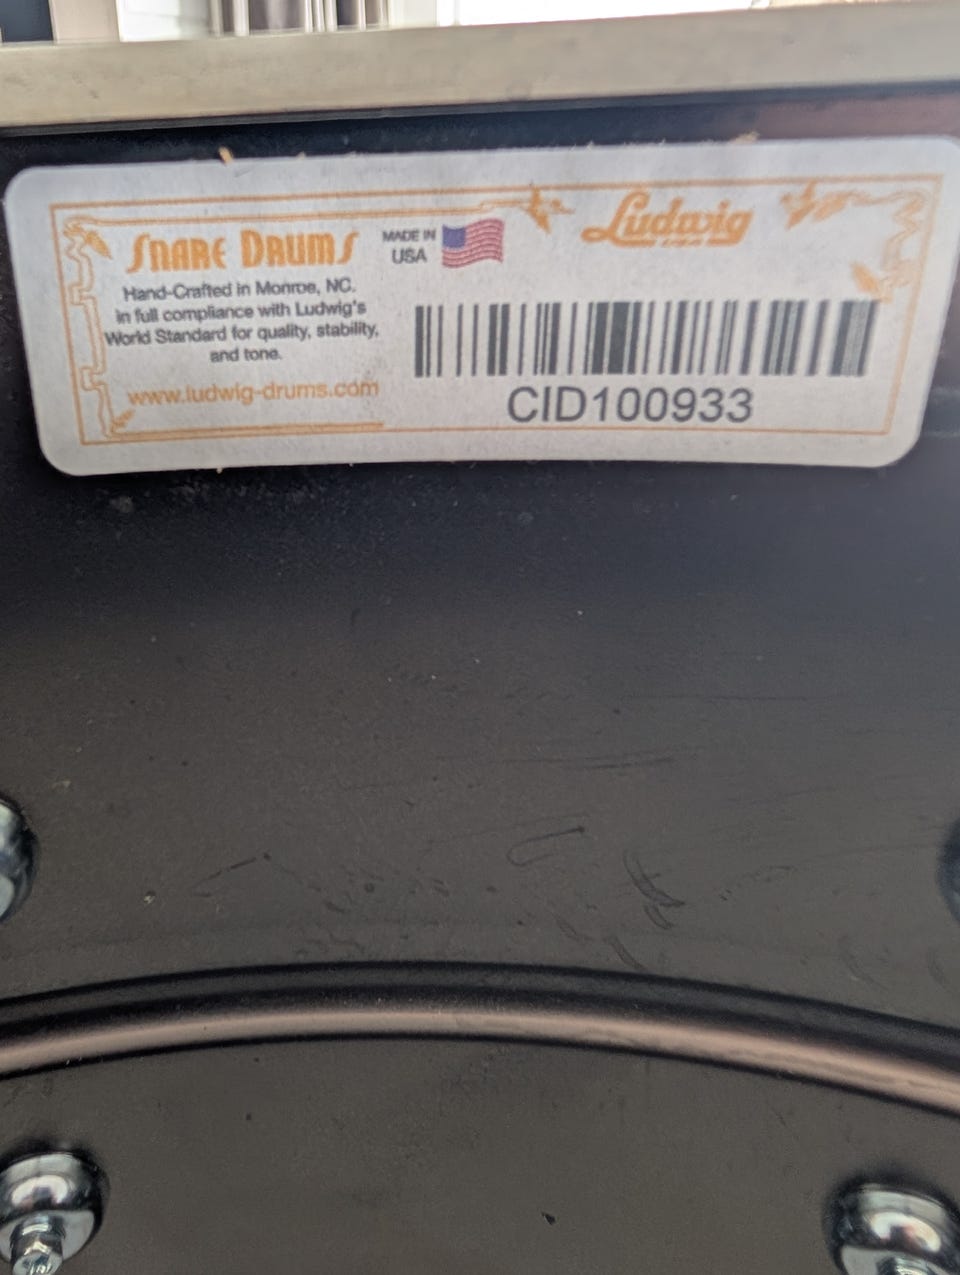 SNARE DRUMS
Hand-Crafted in Monroe, NC.
in full compliance with Ludwig's
World Standard for quality, stability,
and tone.
www.ludwig-drums.com
MADE IN
USA
Ludwig
CID100933